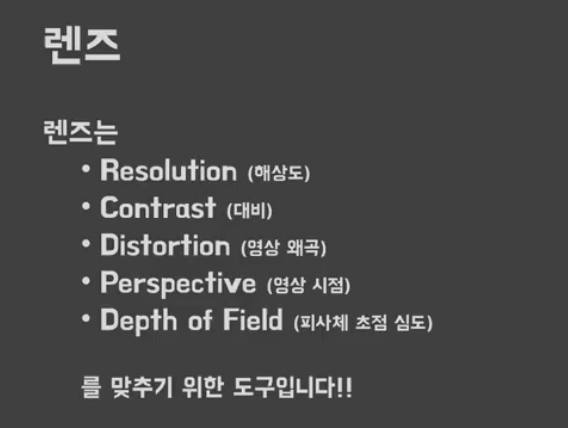 렌즈
렌즈는
• Resolution (해상도)
• Contrast (대비)
• Distortion (영상 왜곡)
• Perspective (영상 시점)
• Depth of Field (피사체 초점 심도)
를 맞추기 위한 도구입니다!!